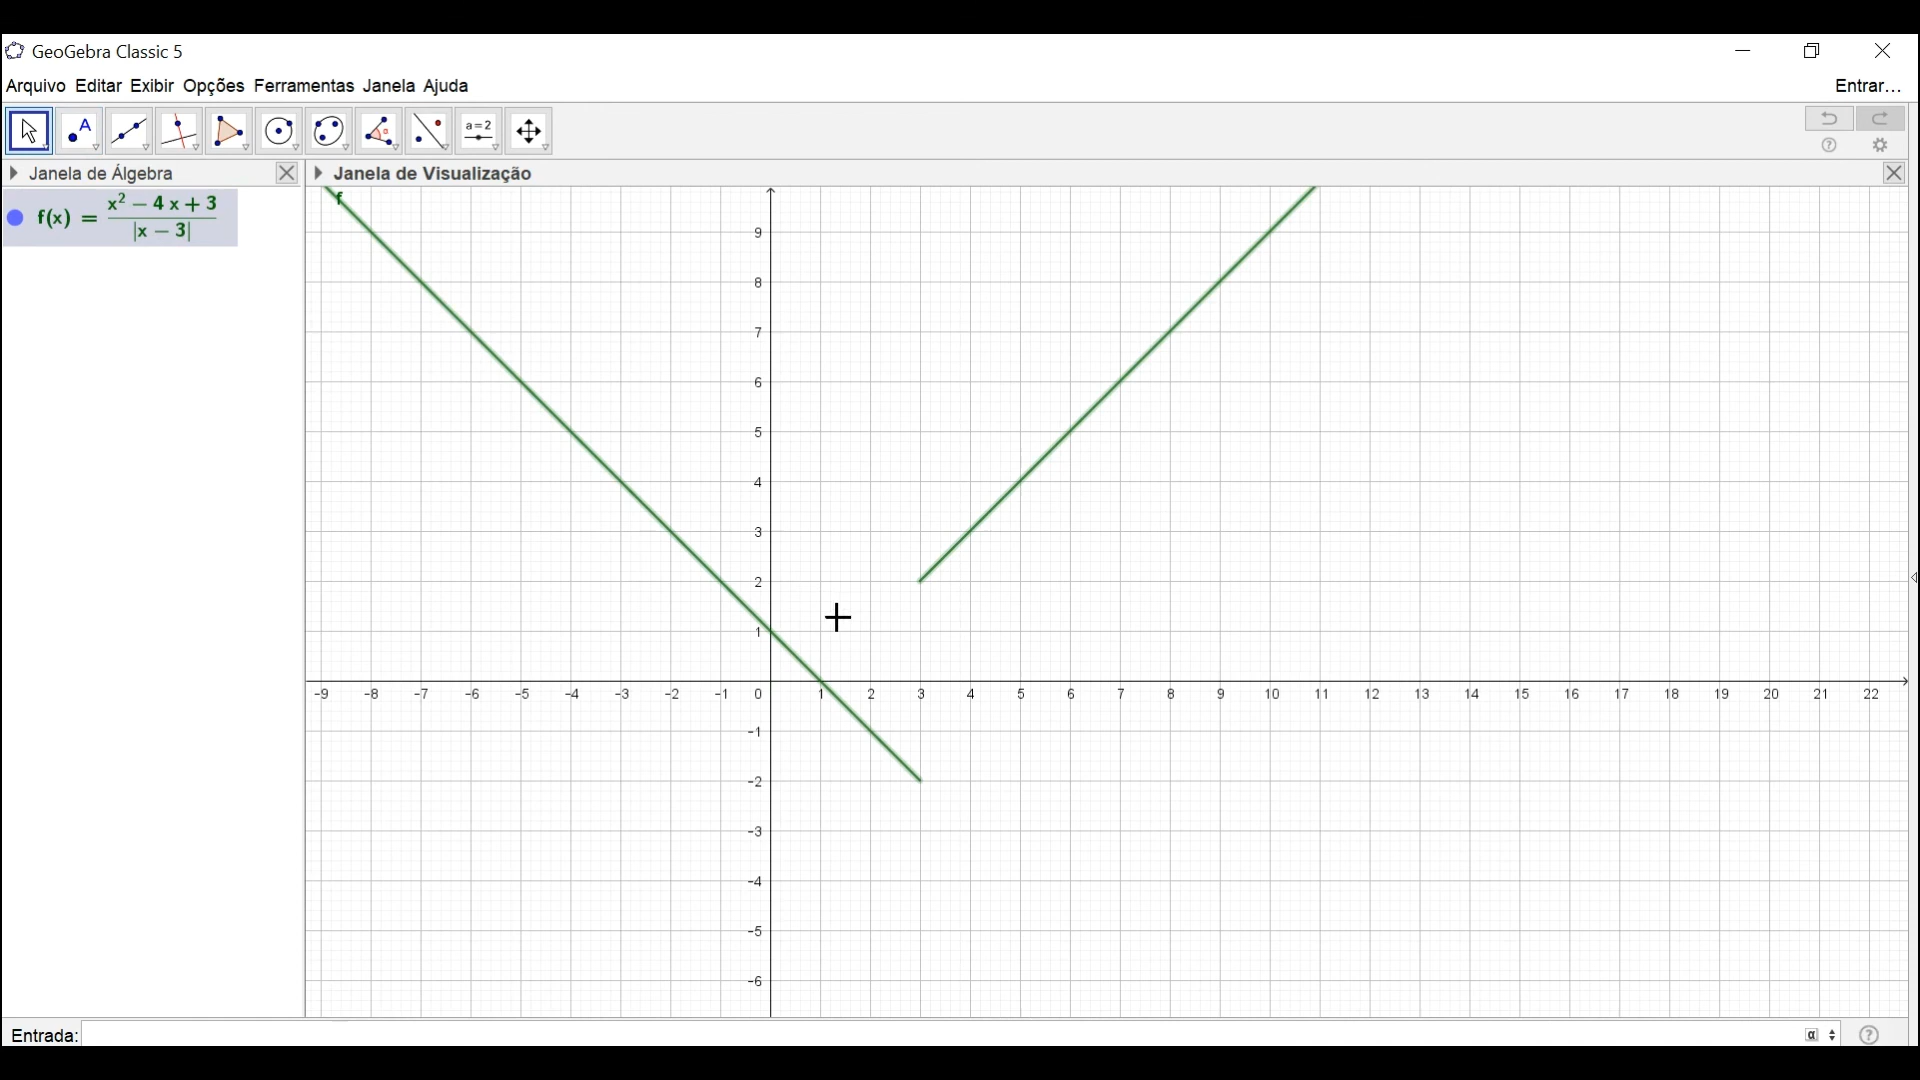 GeoGebra Classic 5
Arquivo Editar Exibir Opções Ferramentas Janela Ajuda Entrar...
A
α
a=2
Janela de Álgebra
Janela de Visualização
f(x) = (x² − 4 x + 3) / |x − 3|
f
9
8
7
6
5
4
3
2
1
-9 -8 -7 -6 -5 -4 -3 -2 -1 0 1 2 3 4 5 6 7 8 9 10 11 12 13 14 15 16 17 18 19 20 21 22
-1
-2
-3
-4
-5
-6
Entrada: α